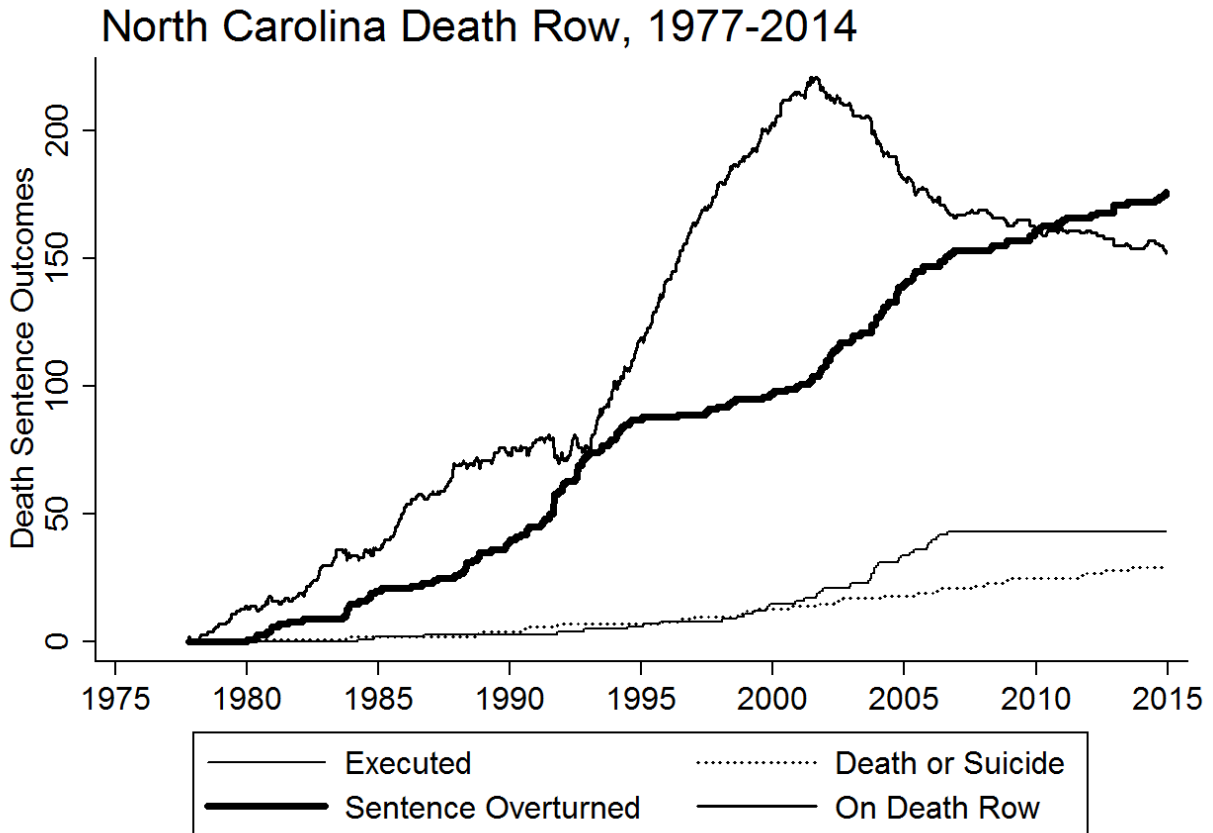 North Carolina Death Row, 1977-2014
Death Sentence Outcomes
200
150
100
50
0
1975 1980 1985 1990 1995 2000 2005 2010 2015
Executed Death or Suicide
Sentence Overturned On Death Row